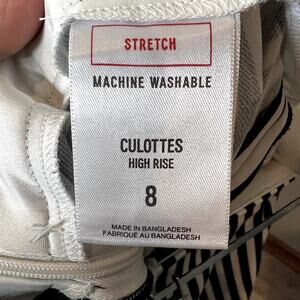 STRETCH
MACHINE WASHABLE
CULOTTES
HIGH RISE
8
MADE IN BANGLADESH
FABRIQUÉ AU BANGLADESH